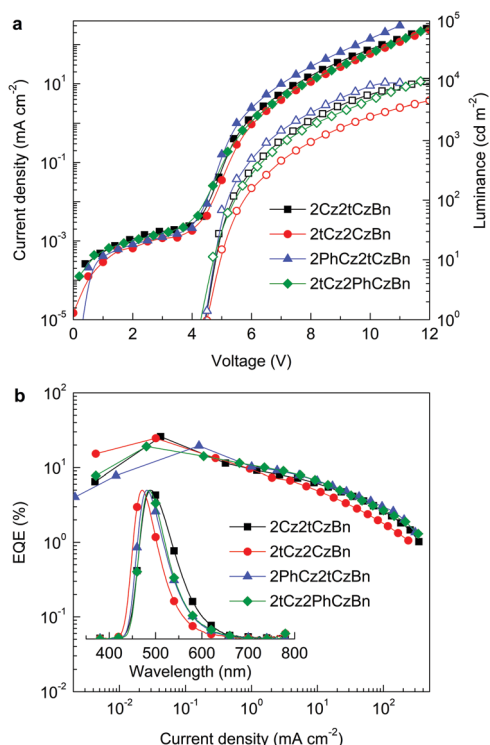 a
10¹
10⁻¹
10⁻³
10⁻⁵
Current density (mA cm⁻²)
10⁵
10⁴
10³
10²
10¹
10⁰
Luminance (cd m⁻²)
2Cz2tCzBn
2tCz2CzBn
2PhCz2tCzBn
2tCz2PhCzBn
0 2 4 6 8 10 12
Voltage (V)
b
10²
10¹
10⁰
10⁻¹
10⁻²
EQE (%)
2Cz2tCzBn
2tCz2CzBn
2PhCz2tCzBn
2tCz2PhCzBn
400 500 600 700 800
Wavelength (nm)
10⁻² 10⁻¹ 10⁰ 10¹ 10²
Current density (mA cm⁻²)